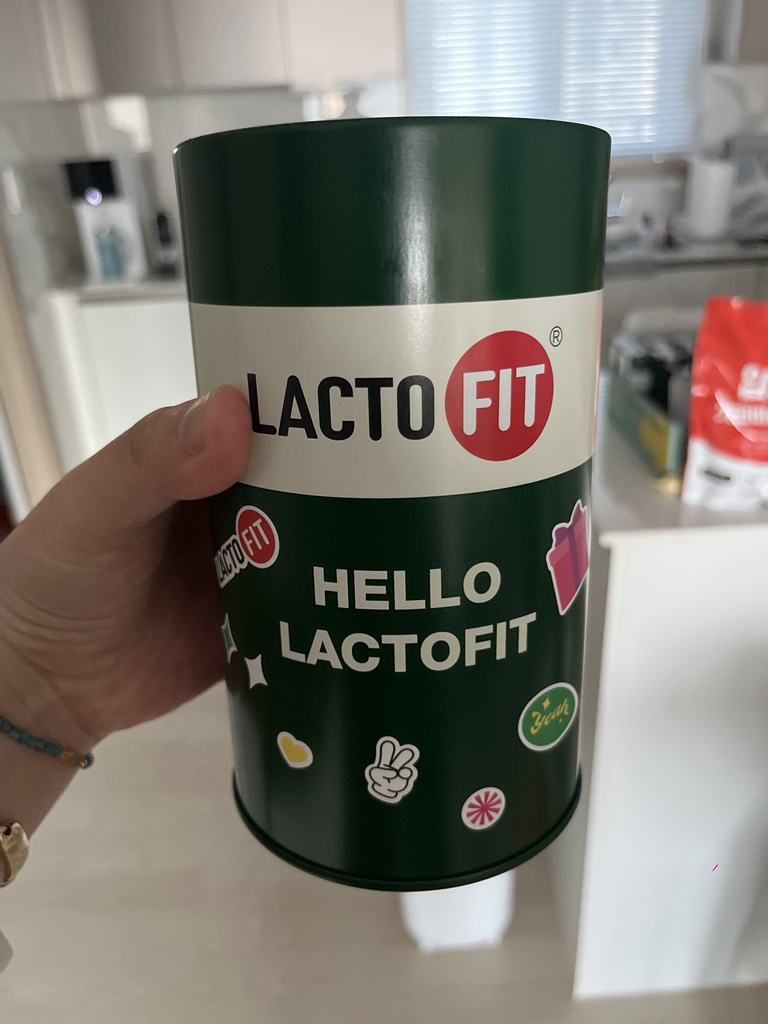 LACTO FIT ®
LACTO FIT
HELLO
LACTOFIT
Yeah